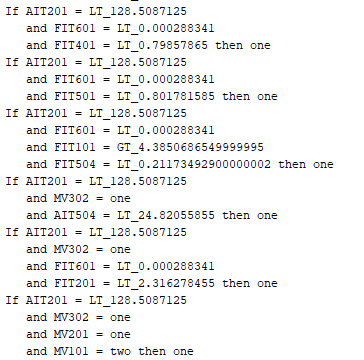 If AIT201 = LT_128.5087125
and FIT601 = LT_0.000288341
and FIT401 = LT_0.79857865 then one
If AIT201 = LT_128.5087125
and FIT601 = LT_0.000288341
and FIT501 = LT_0.801781585 then one
If AIT201 = LT_128.5087125
and FIT601 = LT_0.000288341
and FIT101 = GT_4.3850686549999995
and FIT504 = LT_0.21173492900000002 then one
If AIT201 = LT_128.5087125
and MV302 = one
and AIT504 = LT_24.82055855 then one
If AIT201 = LT_128.5087125
and MV302 = one
and FIT601 = LT_0.000288341
and FIT201 = LT_2.316278455 then one
If AIT201 = LT_128.5087125
and MV302 = one
and MV201 = one
and MV101 = two then one